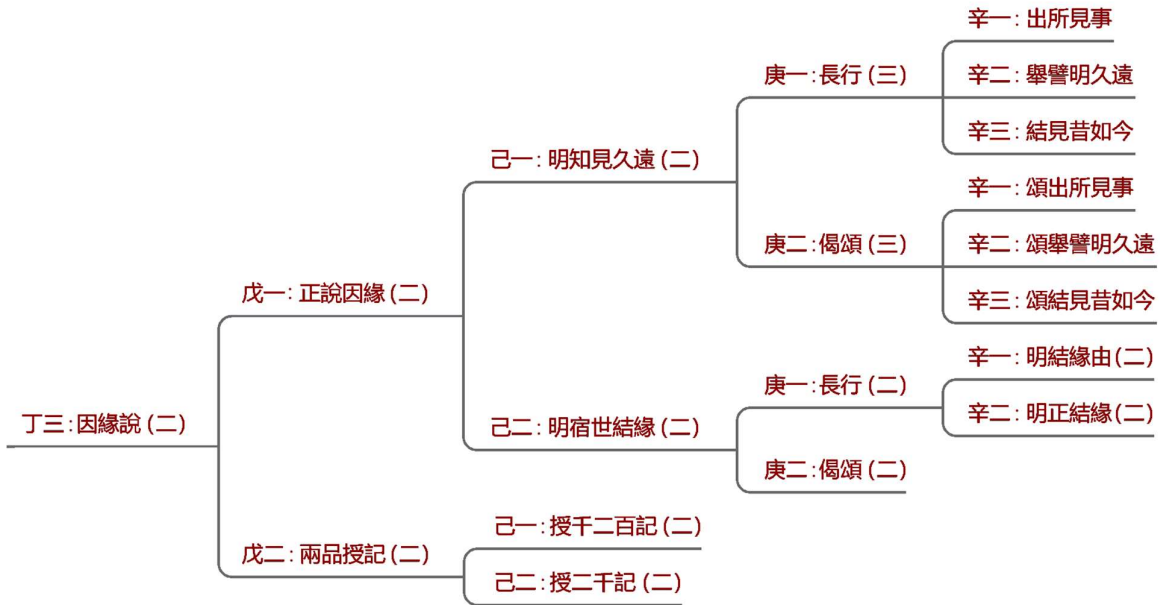 丁三：因緣說 (二)
戊一：正說因緣 (二)
己一：明知見久遠 (二)
庚一：長行 (三)
辛一：出所見事
辛二：舉譬明久遠
辛三：結見昔如今
庚二：偈頌 (三)
辛一：頌出所見事
辛二：頌舉譬明久遠
辛三：頌結見昔如今
己二：明宿世結緣 (二)
庚一：長行 (二)
辛一：明結緣由 (二)
辛二：明正結緣 (二)
庚二：偈頌 (二)
戊二：兩品授記 (二)
己一：授千二百記 (二)
己二：授二千記 (二)